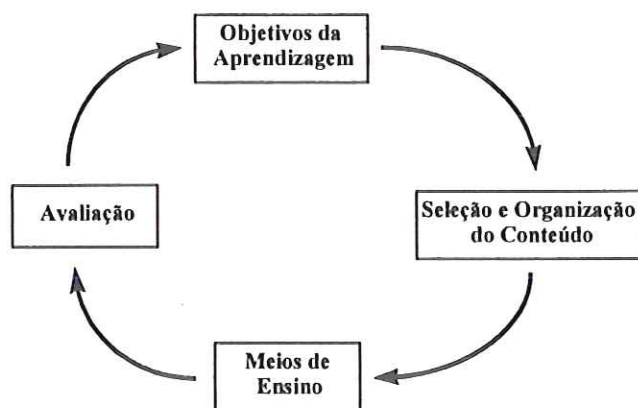 Objetivos da
Aprendizagem
Seleção e Organização
do Conteúdo
Meios de
Ensino
Avaliação